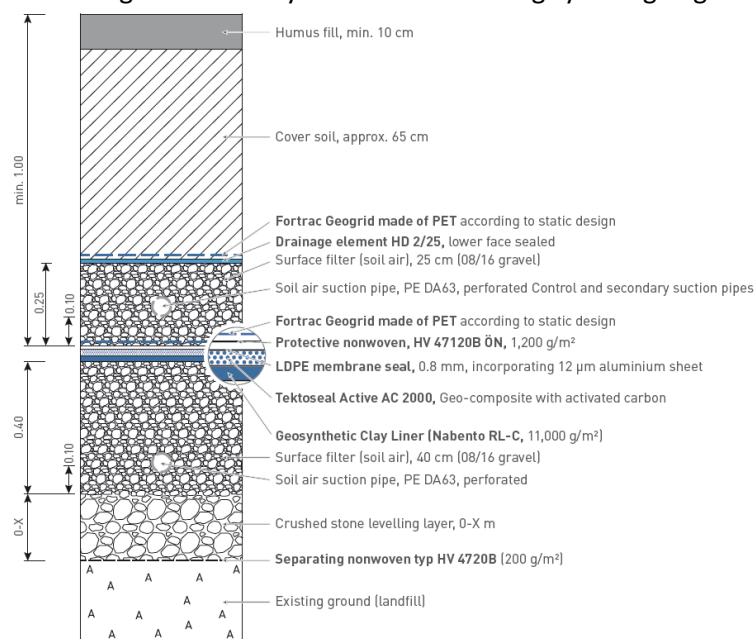 Humus fill, min. 10 cm
Cover soil, approx. 65 cm
min. 1.00
Fortrac Geogrid made of PET according to static design
Drainage element HD 2/25, lower face sealed
Surface filter (soil air), 25 cm (08/16 gravel)
Soil air suction pipe, PE DA63, perforated Control and secondary suction pipes
0.25
0.10
Fortrac Geogrid made of PET according to static design
Protective nonwoven, HV 47120B ÖN, 1,200 g/m²
LDPE membrane seal, 0.8 mm, incorporating 12 µm aluminium sheet
Tektoseal Active AC 2000, Geo-composite with activated carbon
Geosynthetic Clay Liner (Nabento RL-C, 11,000 g/m²)
Surface filter (soil air), 40 cm (08/16 gravel)
Soil air suction pipe, PE DA63, perforated
0.40
0.10
Crushed stone levelling layer, 0-X m
0-X
Separating nonwoven typ HV 4720B (200 g/m²)
Existing ground (landfill)
A
A
A
A
A
A
A
A
A
A